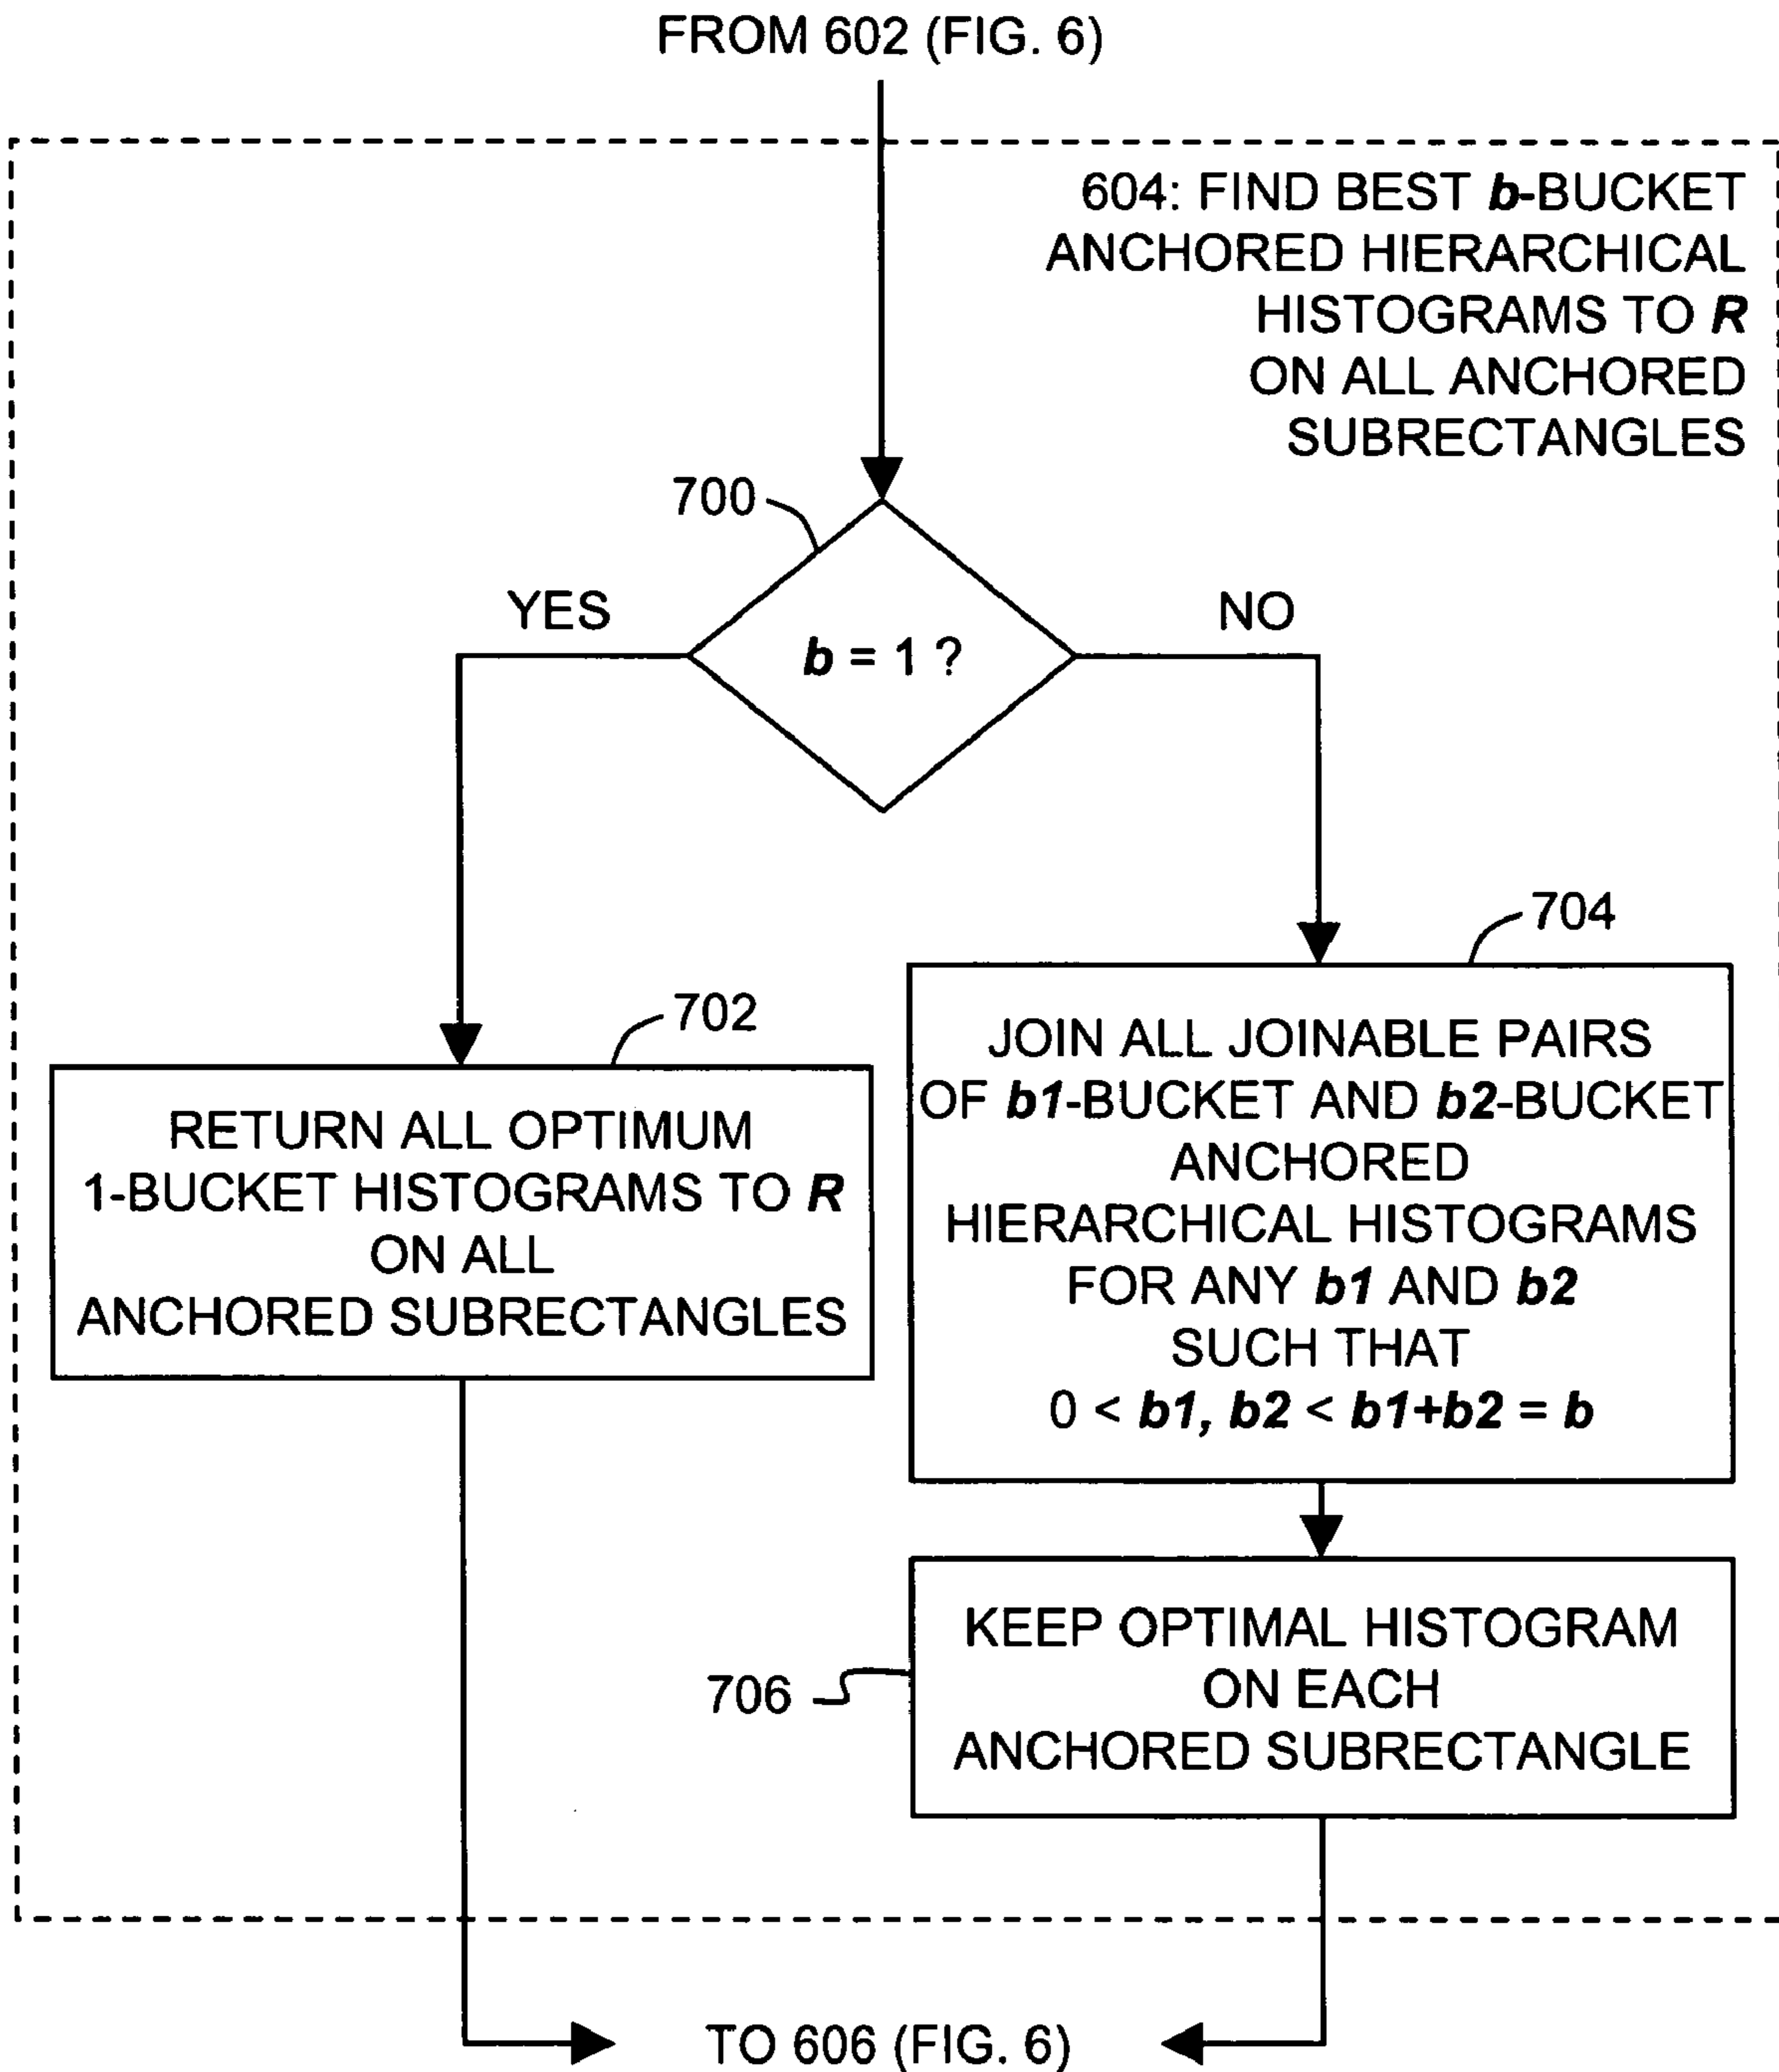 FROM 602 (FIG. 6)
604: FIND BEST b-BUCKET
ANCHORED HIERARCHICAL
HISTOGRAMS TO R
ON ALL ANCHORED
SUBRECTANGLES
700
YES
NO
b = 1 ?
704
702
JOIN ALL JOINABLE PAIRS
OF b1-BUCKET AND b2-BUCKET
ANCHORED
HIERARCHICAL HISTOGRAMS
FOR ANY b1 AND b2
SUCH THAT
0 < b1, b2 < b1+b2 = b
RETURN ALL OPTIMUM
1-BUCKET HISTOGRAMS TO R
ON ALL
ANCHORED SUBRECTANGLES
KEEP OPTIMAL HISTOGRAM
ON EACH
ANCHORED SUBRECTANGLE
706
TO 606 (FIG. 6)